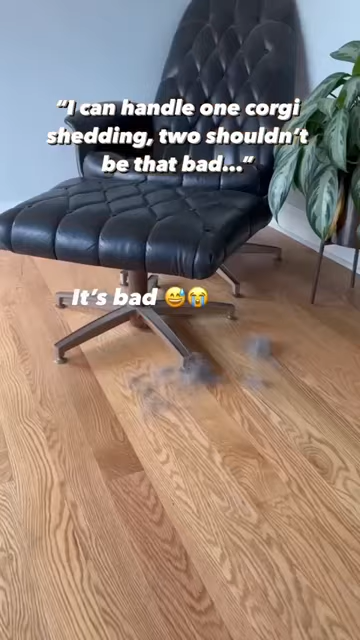 “I can handle one corgi
shedding, two shouldn’t
be that bad...“
It’s bad 😅😭